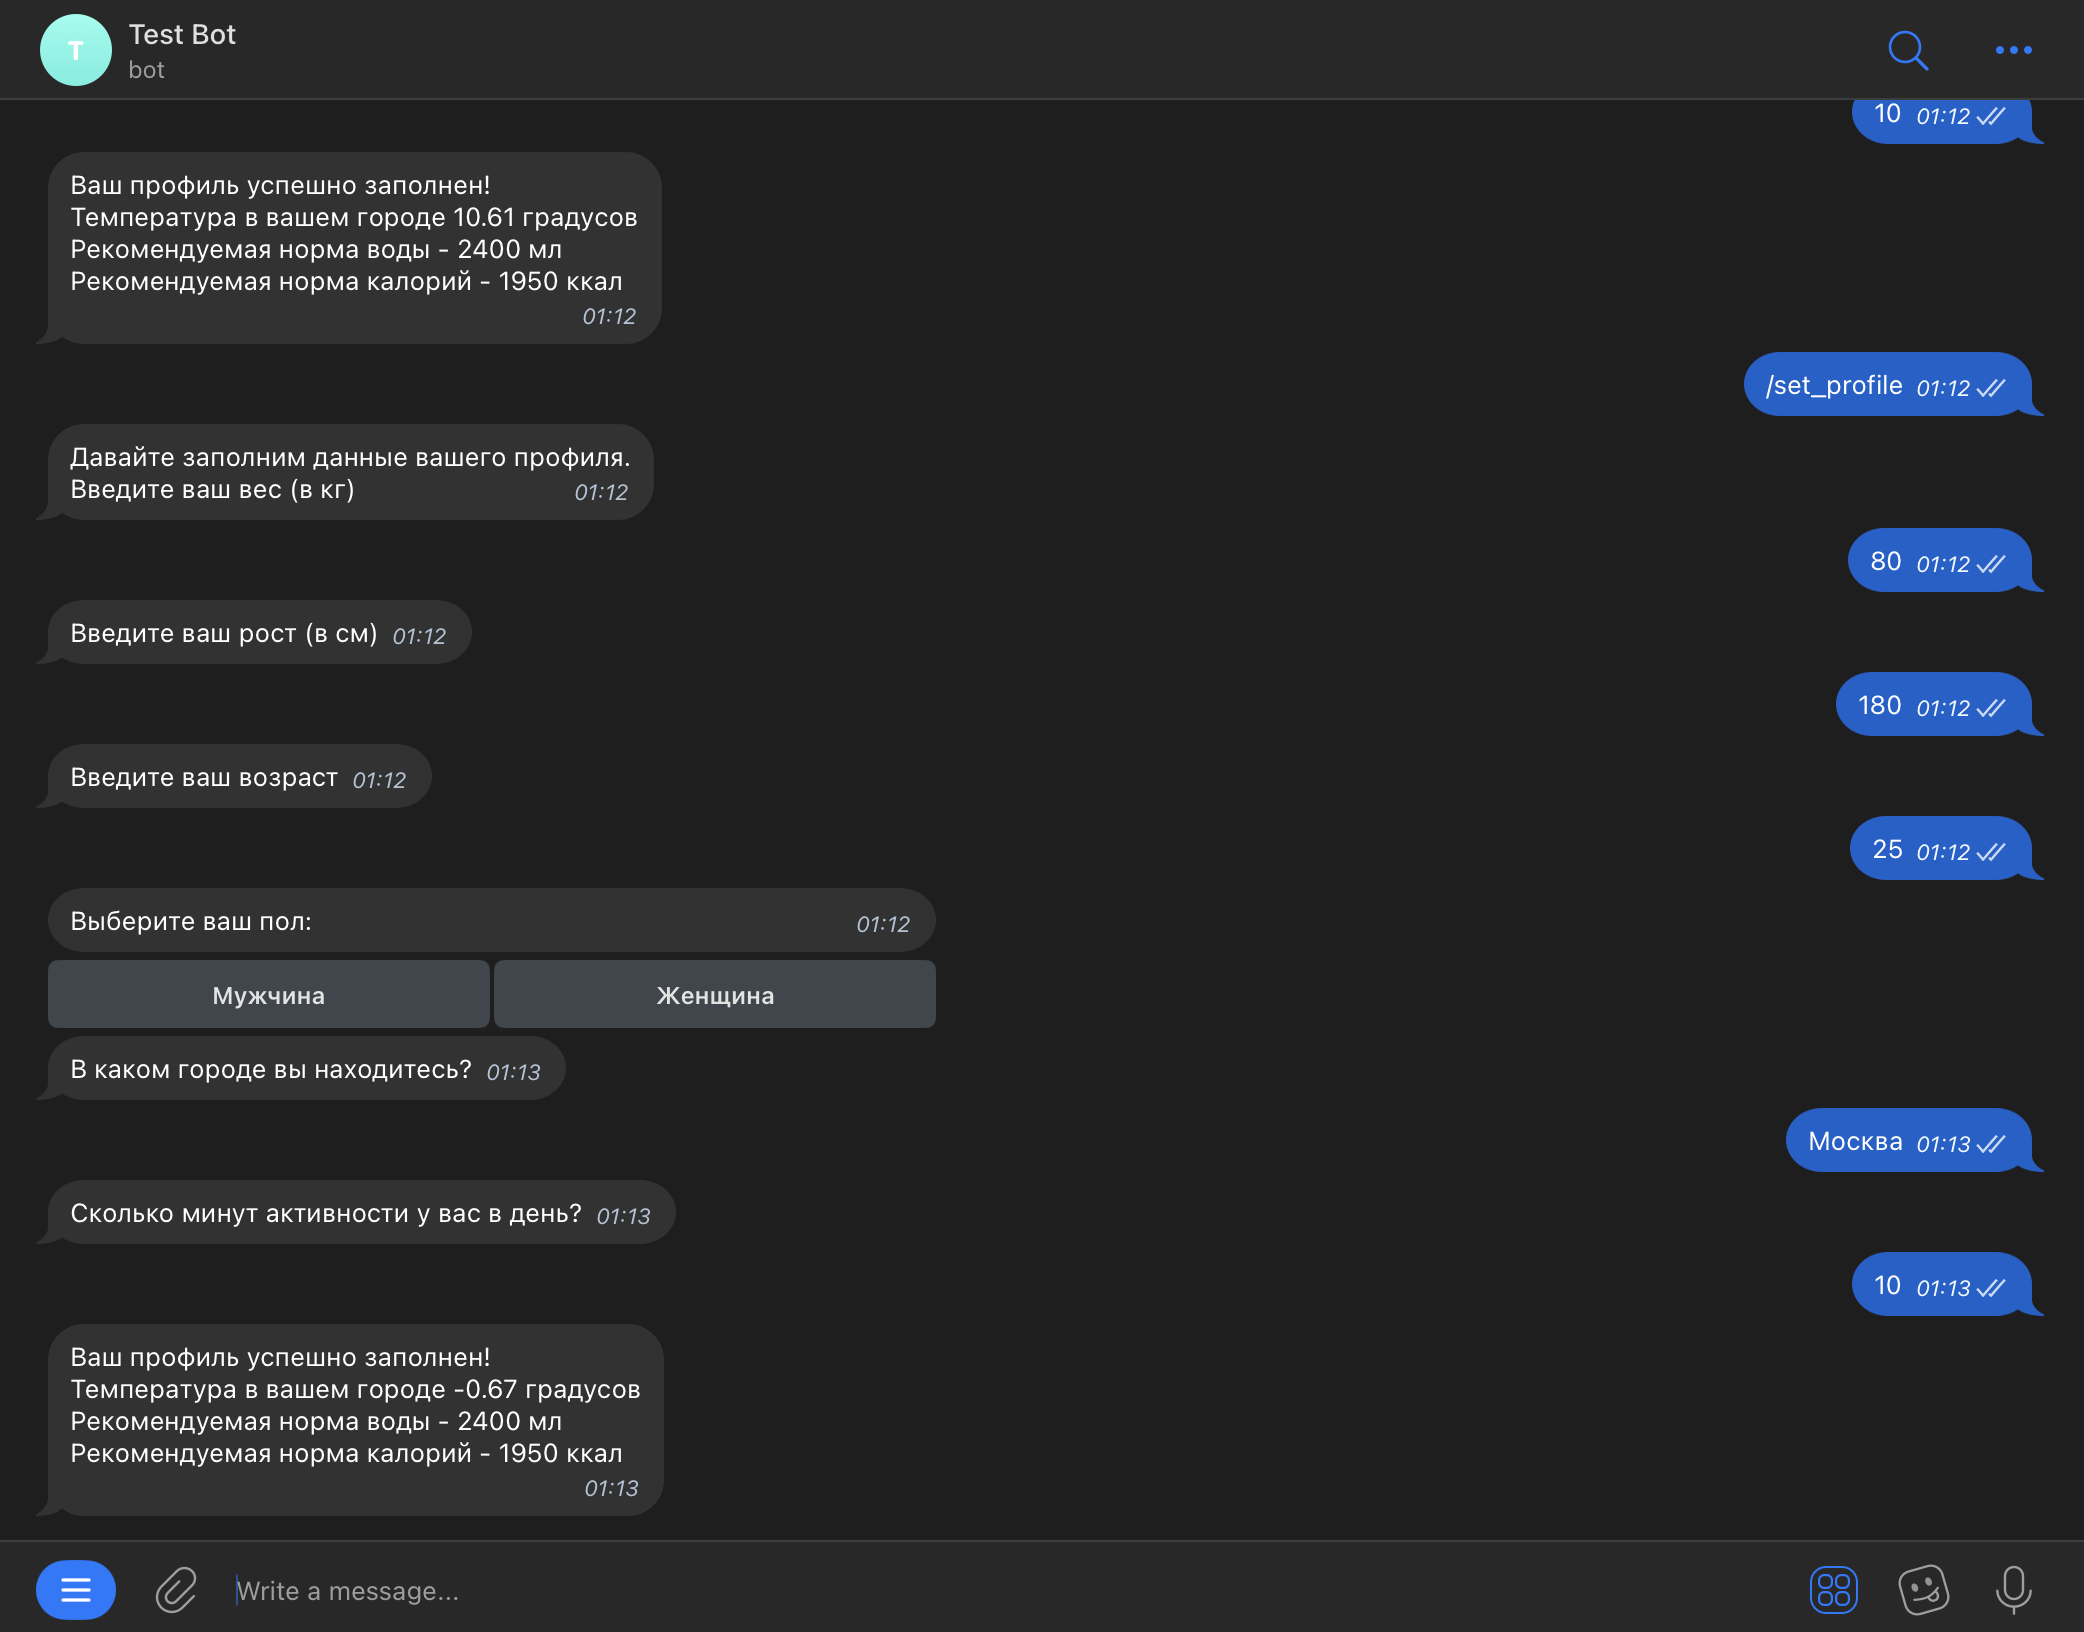 T
Test Bot
bot
10 01:12
Ваш профиль успешно заполнен!
Температура в вашем городе 10.61 градусов
Рекомендуемая норма воды - 2400 мл
Рекомендуемая норма калорий - 1950 ккал
01:12
/set_profile 01:12
Давайте заполним данные вашего профиля.
Введите ваш вес (в кг) 01:12
80 01:12
Введите ваш рост (в см) 01:12
180 01:12
Введите ваш возраст 01:12
25 01:12
Выберите ваш пол: 01:12
Мужчина Женщина
В каком городе вы находитесь? 01:13
Москва 01:13
Сколько минут активности у вас в день? 01:13
10 01:13
Ваш профиль успешно заполнен!
Температура в вашем городе -0.67 градусов
Рекомендуемая норма воды - 2400 мл
Рекомендуемая норма калорий - 1950 ккал
01:13
Write a message...